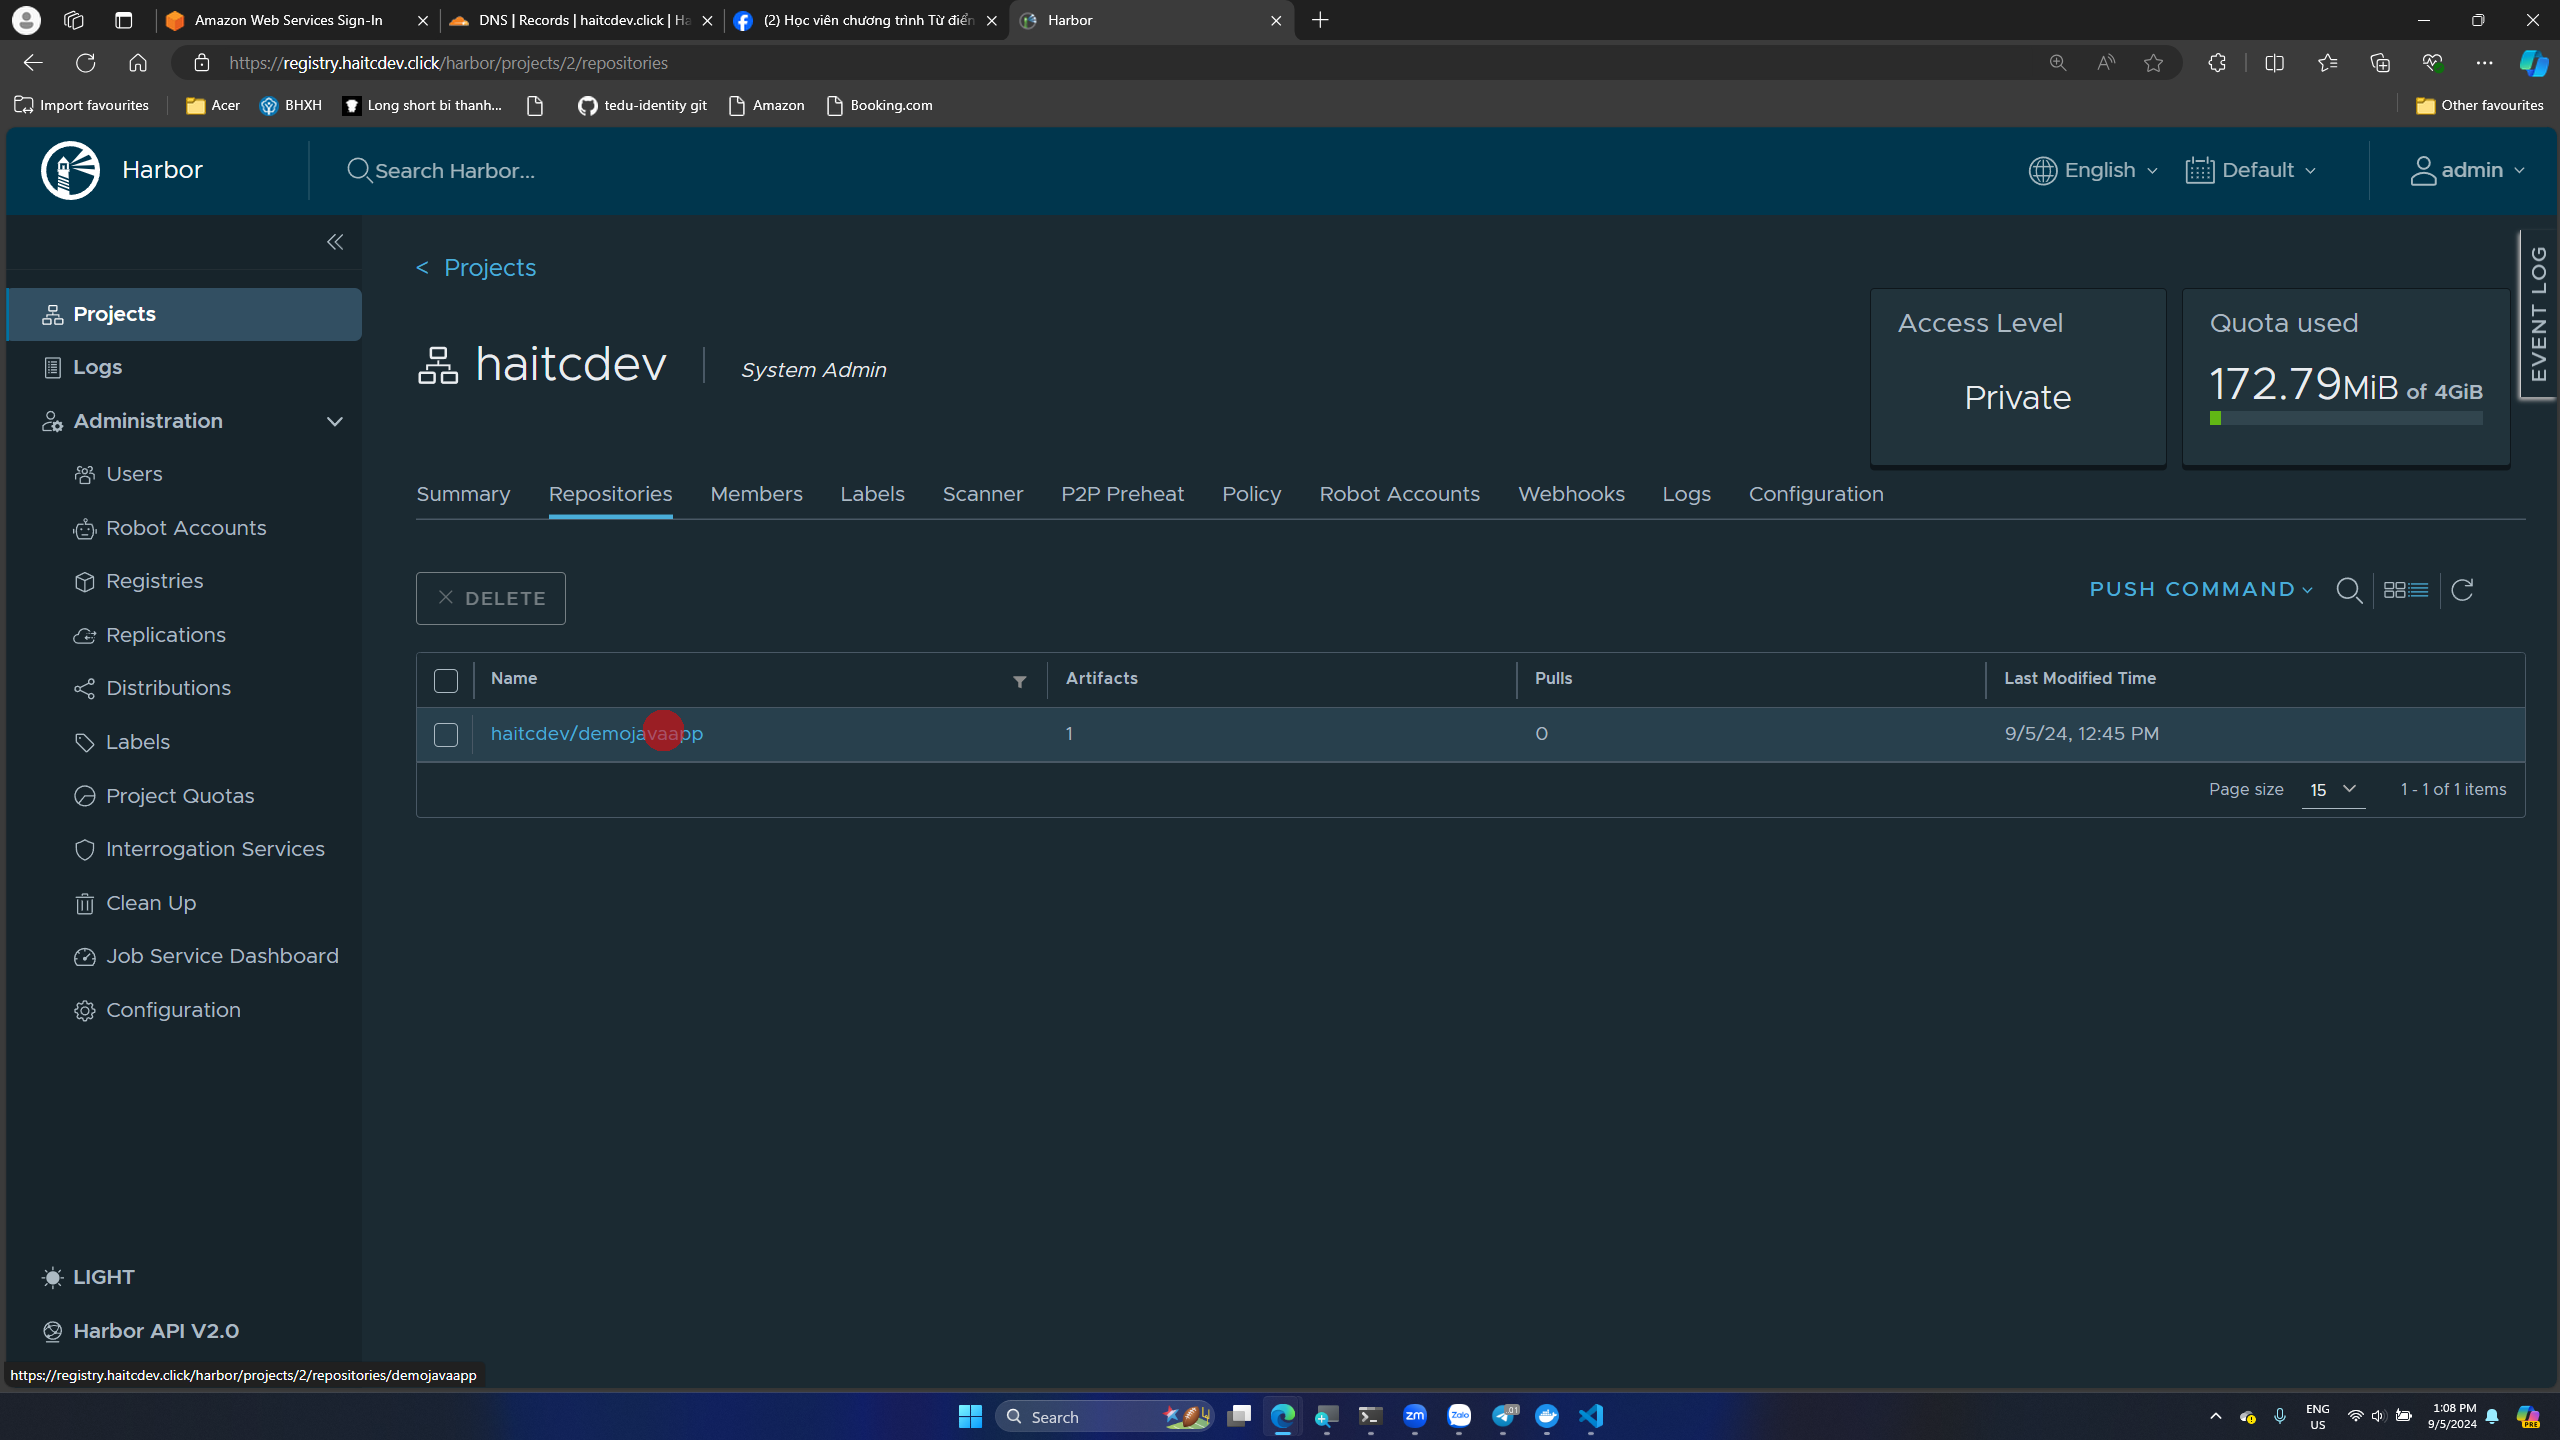 Amazon Web Services Sign-In
DNS | Records | haitcdev.click | Ha
(2) Học viên chương trình Từ điển
Harbor
https://registry.haitcdev.click/harbor/projects/2/repositories
Import favourites
Acer
BHXH
Long short bi thanh...
tedu-identity git
Amazon
Booking.com
Other favourites
Harbor
Search Harbor...
English
Default
admin
EVENT LOG
< Projects
Projects
Logs
Administration
Users
Robot Accounts
Registries
Replications
Distributions
Labels
Project Quotas
Interrogation Services
Clean Up
Job Service Dashboard
Configuration
LIGHT
Harbor API V2.0
haitcdev
System Admin
Access Level
Private
Quota used
172.79MiB of 4GiB
Summary
Repositories
Members
Labels
Scanner
P2P Preheat
Policy
Robot Accounts
Webhooks
Logs
Configuration
DELETE
PUSH COMMAND
Name
Artifacts
Pulls
Last Modified Time
haitcdev/demojavaapp
1
0
9/5/24, 12:45 PM
Page size
15
1 - 1 of 1 items
https://registry.haitcdev.click/harbor/projects/2/repositories/demojavaapp
Search
zm
Zalo
ENG
US
1:08 PM
9/5/2024
PRE